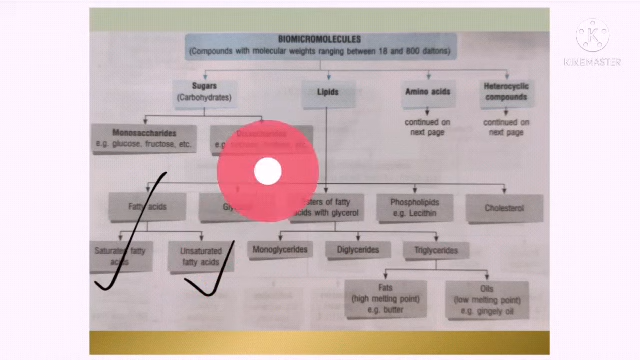 KINEMASTER
BIOMICROMOLECULES
(Compounds with molecular weights ranging between 18 and 800 daltons)
Sugars
(Carbohydrates)
Lipids
Amino acids
Heterocyclic
compounds
continued on
next page
continued on
next page
Monosaccharides
e.g. glucose, fructose, etc.
Fatty acids
Esters of fatty
acids with glycerol
Phospholipids
e.g. Lecithin
Cholesterol
Saturated fatty
acids
Unsaturated
fatty acids
Monoglycerides
Diglycerides
Triglycerides
Fats
(high melting point)
e.g. butter
Oils
(low melting point)
e.g. gingely oil